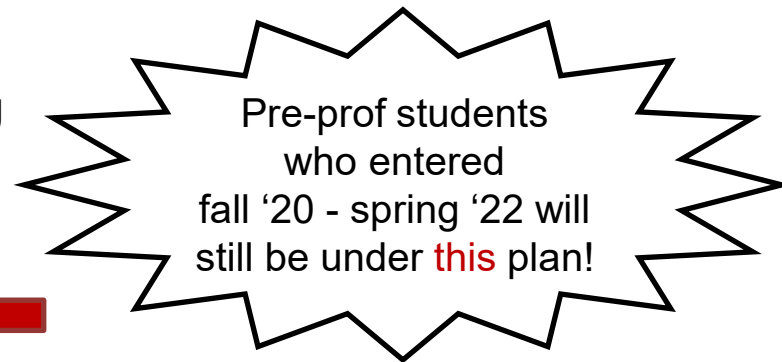 Pre-prof students
who entered
fall ‘20 - spring ‘22 will
still be under this plan!